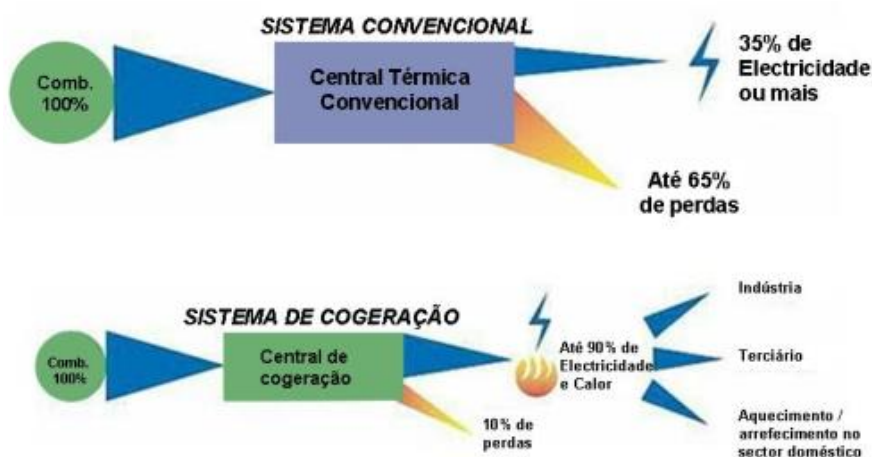 SISTEMA CONVENCIONAL
Comb.
100%
Central Térmica
Convencional
35% de
Electricidade
ou mais
Até 65%
de perdas
SISTEMA DE COGERAÇÃO
Comb.
100%
Central de
cogeração
10% de
perdas
Até 90% de
Electricidade
e Calor
Indústria
Terciário
Aquecimento /
arrefecimento no
sector doméstico